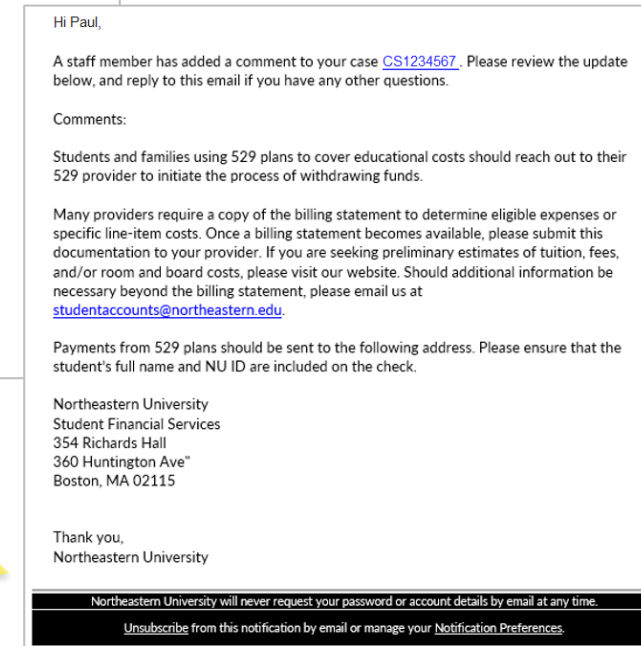 Hi Paul,
A staff member has added a comment to your case CS1234567 . Please review the update
below, and reply to this email if you have any other questions.
Comments:
Students and families using 529 plans to cover educational costs should reach out to their
529 provider to initiate the process of withdrawing funds.
Many providers require a copy of the billing statement to determine eligible expenses or
specific line-item costs. Once a billing statement becomes available, please submit this
documentation to your provider. If you are seeking preliminary estimates of tuition, fees,
and/or room and board costs, please visit our website. Should additional information be
necessary beyond the billing statement, please email us at
studentaccounts@northeastern.edu.
Payments from 529 plans should be sent to the following address. Please ensure that the
student's full name and NU ID are included on the check.
Northeastern University
Student Financial Services
354 Richards Hall
360 Huntington Ave"
Boston, MA 02115
Thank you,
Northeastern University
Northeastern University will never request your password or account details by email at any time.
Unsubscribe from this notification by email or manage your Notification Preferences.